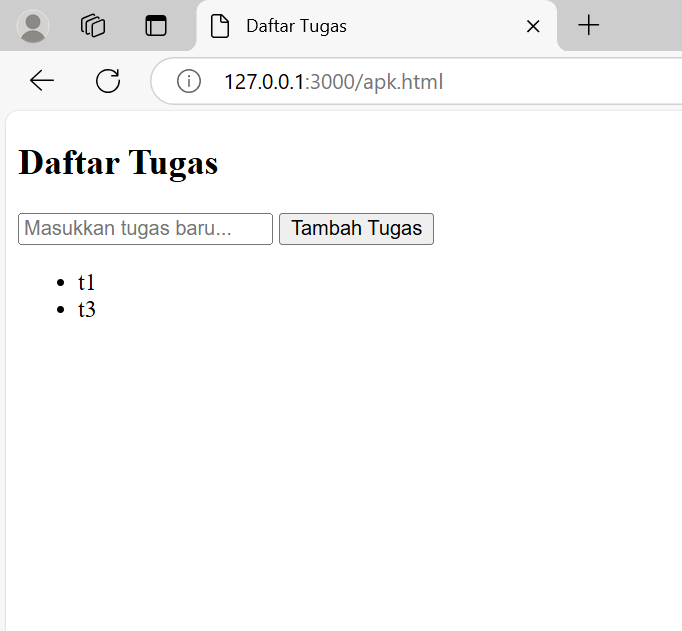 Daftar Tugas
127.0.0.1:3000/apk.html
Daftar Tugas
Masukkan tugas baru... Tambah Tugas
t1
t3